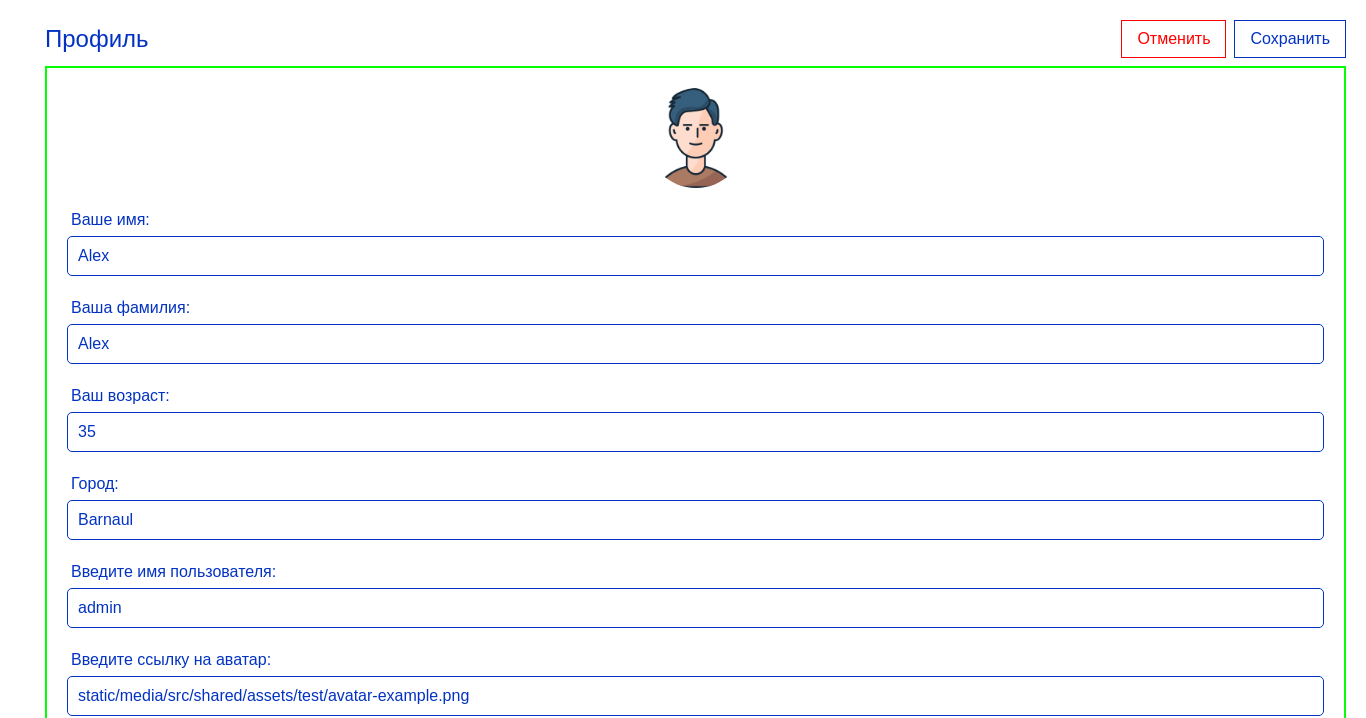 Профиль
Отменить
Сохранить
Ваше имя:
Alex
Ваша фамилия:
Alex
Ваш возраст:
35
Город:
Barnaul
Введите имя пользователя:
admin
Введите ссылку на аватар:
static/media/src/shared/assets/test/avatar-example.png